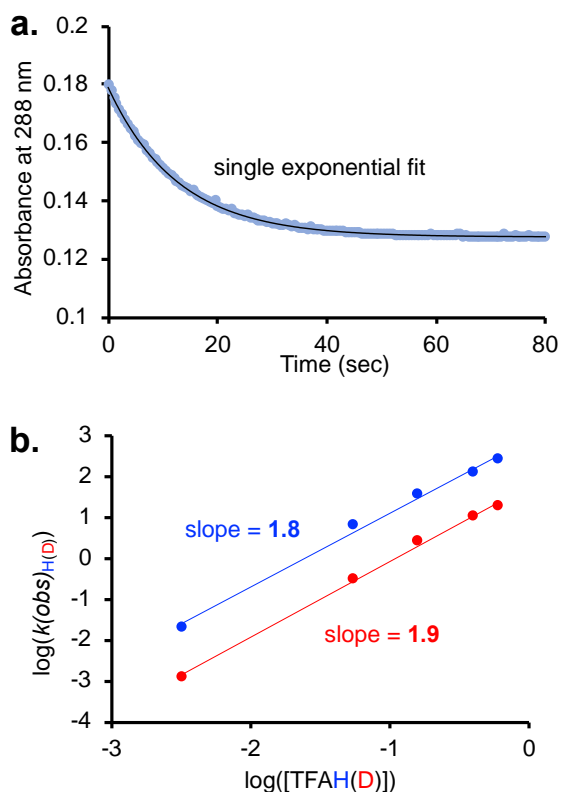 a.
0.2
0.18
0.16
0.14
0.12
0.1
Absorbance at 288 nm
single exponential fit
0
20
40
60
80
Time (sec)
b.
3
2
1
0
-1
-2
-3
-4
log(k(obs)H(D))
slope = 1.8
slope = 1.9
-3
-2
-1
0
log([TFAH(D)])